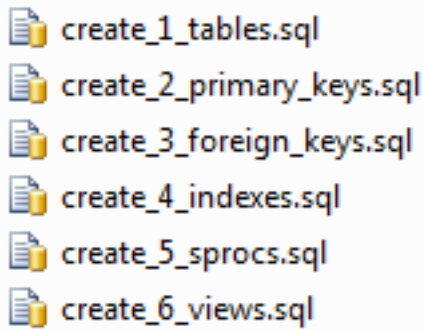 create_1_tables.sql
create_2_primary_keys.sql
create_3_foreign_keys.sql
create_4_indexes.sql
create_5_sprocs.sql
create_6_views.sql